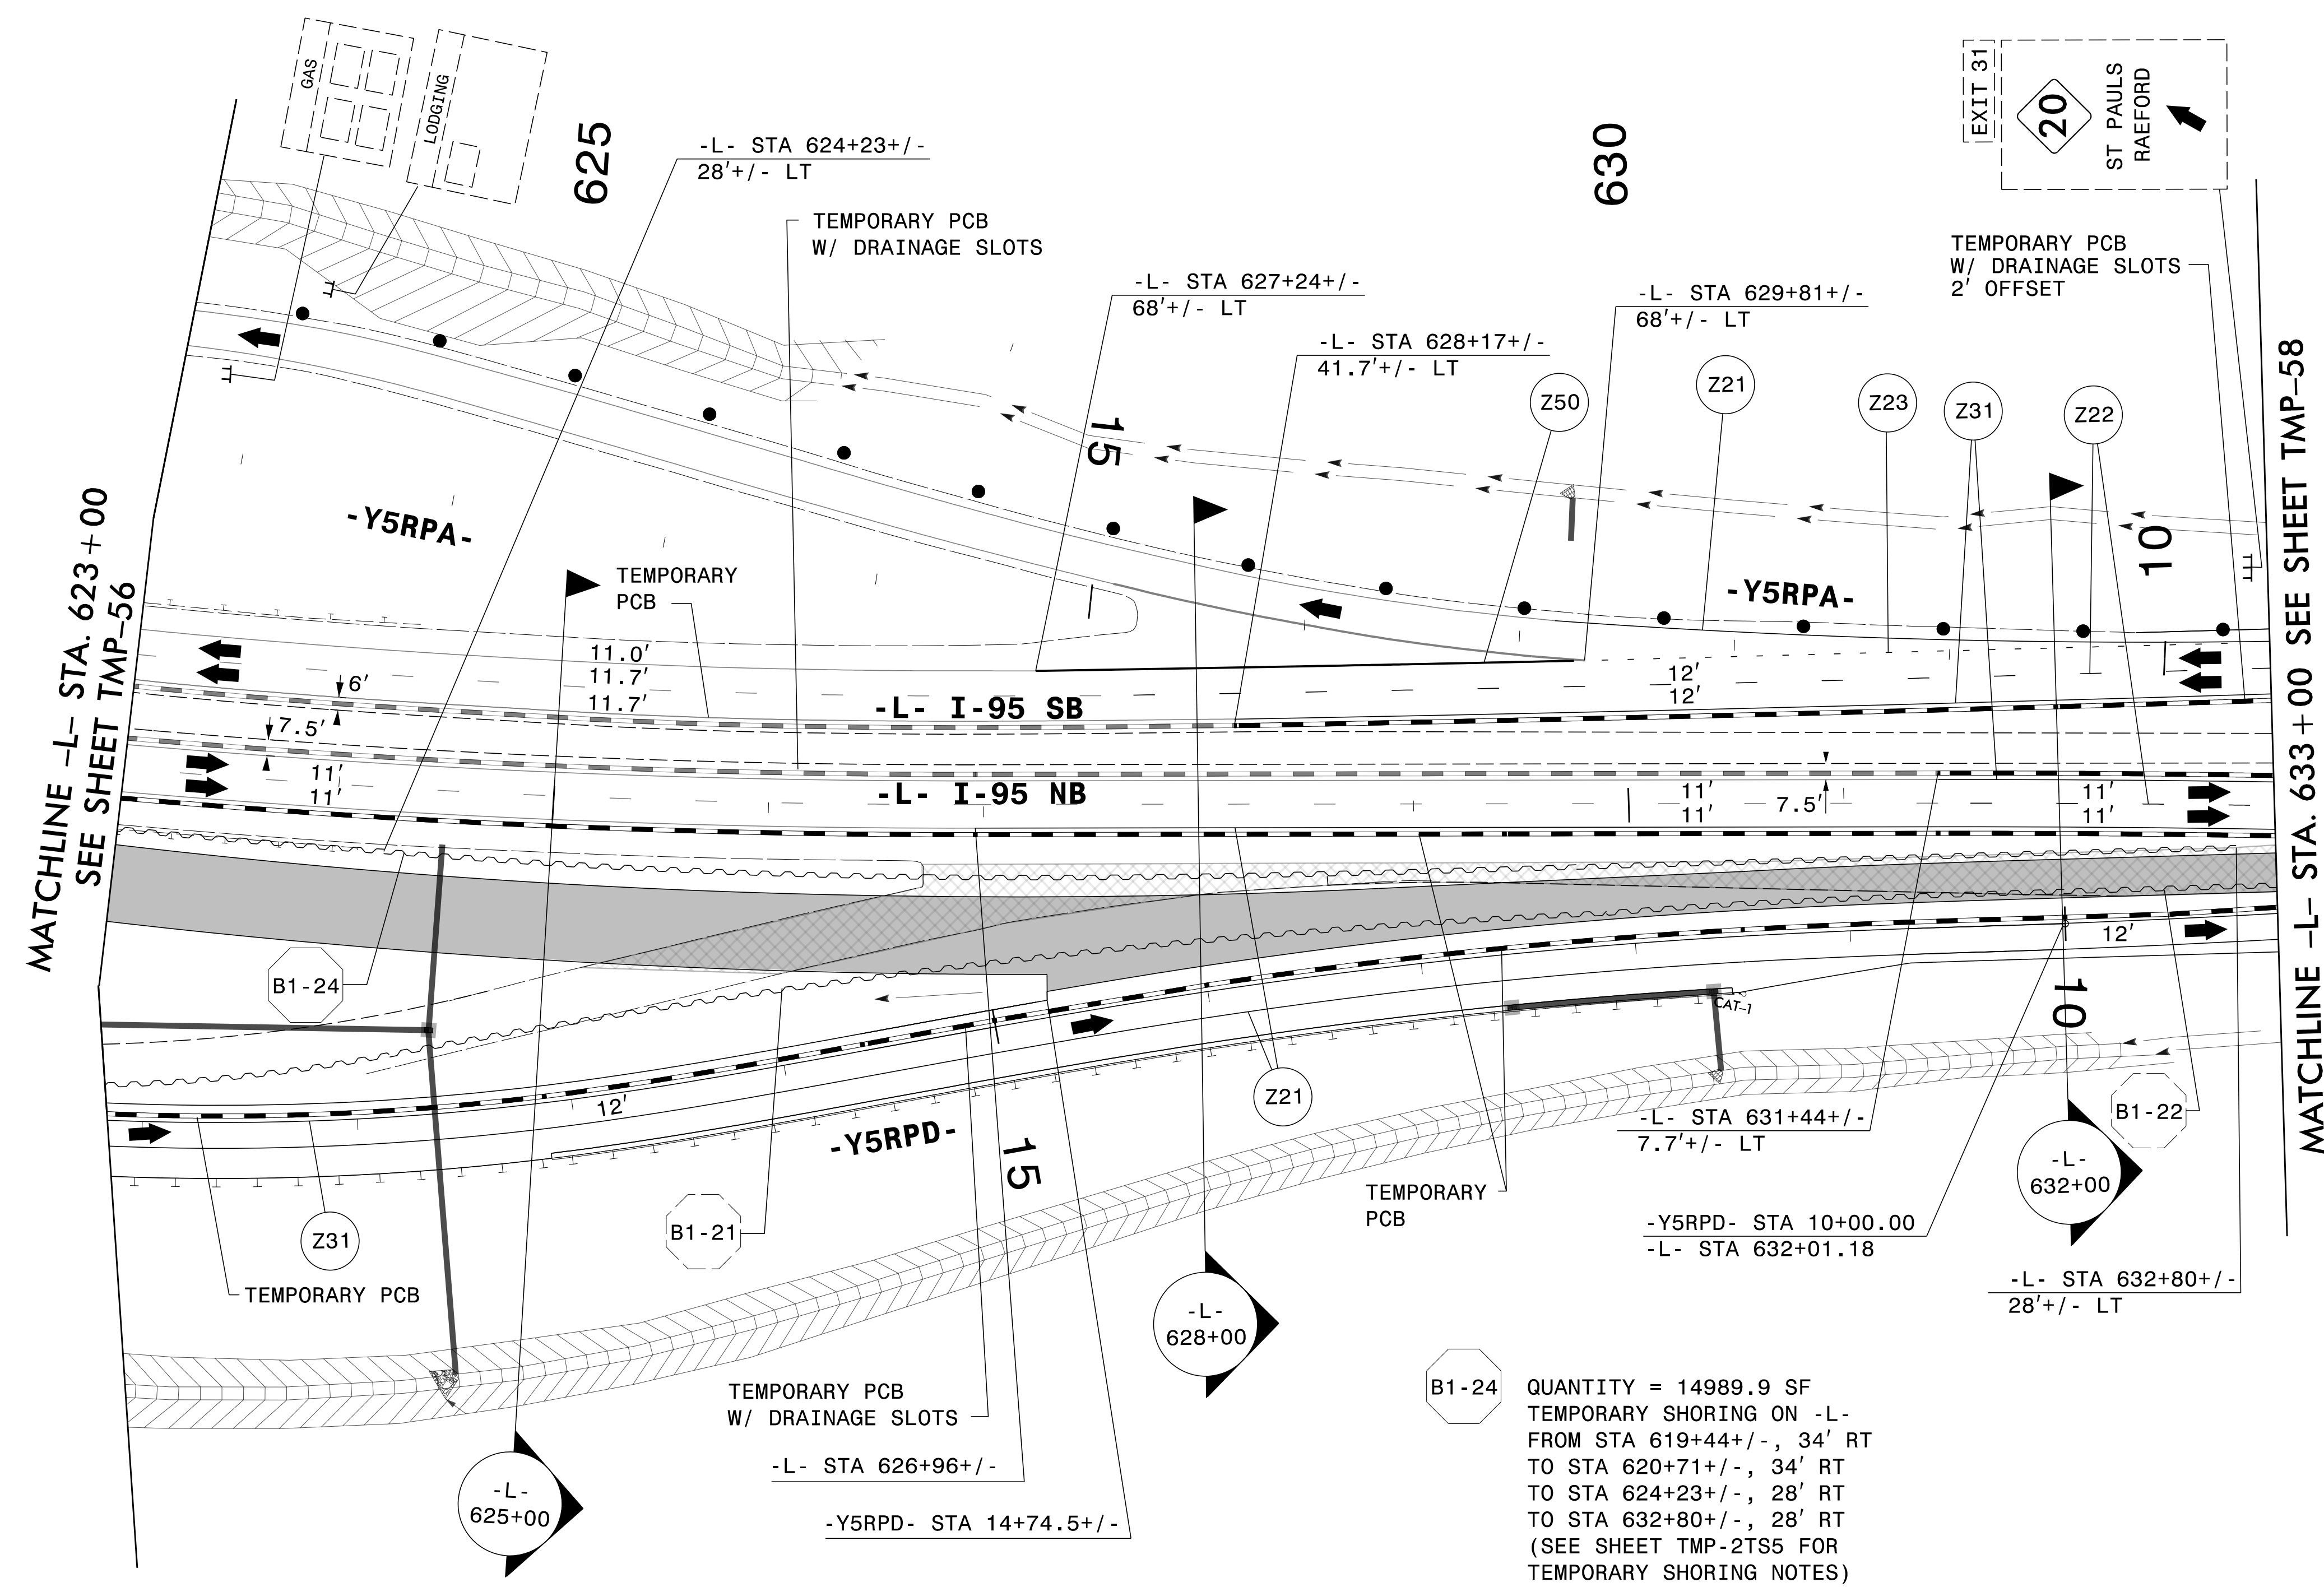 GAS
LODGING
625
630
EXIT 31
20
ST PAULS
RAEFORD
-L- STA 624+23+/-
28'+/- LT
TEMPORARY PCB
W/ DRAINAGE SLOTS
-L- STA 627+24+/-
68'+/- LT
-L- STA 628+17+/-
41.7'+/- LT
-L- STA 629+81+/-
68'+/- LT
TEMPORARY PCB
W/ DRAINAGE SLOTS
2' OFFSET
Z50
Z21
Z23
Z31
Z22
15
10
-Y5RPA-
-Y5RPA-
TEMPORARY
PCB
MATCHLINE -L- STA. 623+00
SEE SHEET TMP-56
MATCHLINE -L- STA. 633+00 SEE SHEET TMP-58
11.0'
11.7'
11.7'
6'
7.5'
12'
12'
-L- I-95 SB
11'
11'
-L- I-95 NB
11'
11'
7.5'
11'
11'
B1-24
12'
12'
CAT-1
10
Z21
-Y5RPD-
15
B1-21
Z31
TEMPORARY PCB
-L- STA 631+44+/-
7.7'+/- LT
B1-22
-L-
632+00
TEMPORARY
PCB
-Y5RPD- STA 10+00.00
-L- STA 632+01.18
-L- STA 632+80+/-
28'+/- LT
-L-
628+00
TEMPORARY PCB
W/ DRAINAGE SLOTS
-L- STA 626+96+/-
-Y5RPD- STA 14+74.5+/-
-L-
625+00
B1-24
QUANTITY = 14989.9 SF
TEMPORARY SHORING ON -L-
FROM STA 619+44+/-, 34' RT
TO STA 620+71+/-, 34' RT
TO STA 624+23+/-, 28' RT
TO STA 632+80+/-, 28' RT
(SEE SHEET TMP-2TS5 FOR
TEMPORARY SHORING NOTES)